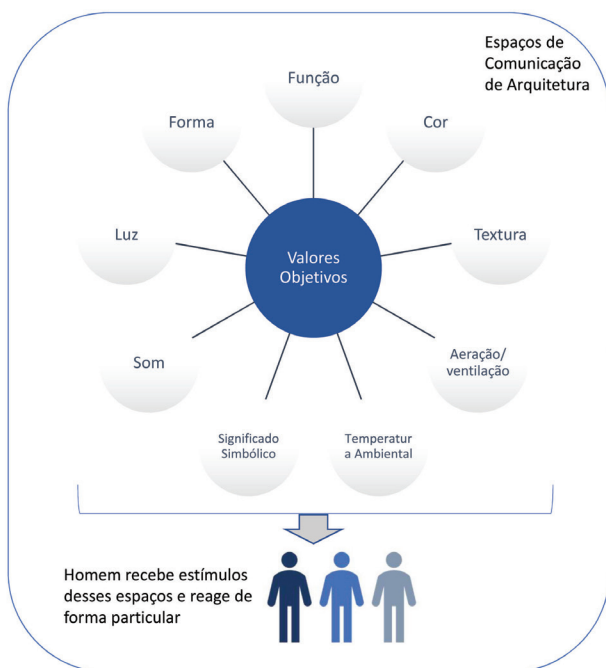 Espaços de
Comunicação
de Arquitetura
Função
Forma
Cor
Luz
Valores
Objetivos
Textura
Som
Aeração/
ventilação
Significado
Simbólico
Temperatur
a Ambiental
Homem recebe estímulos
desses espaços e reage de
forma particular